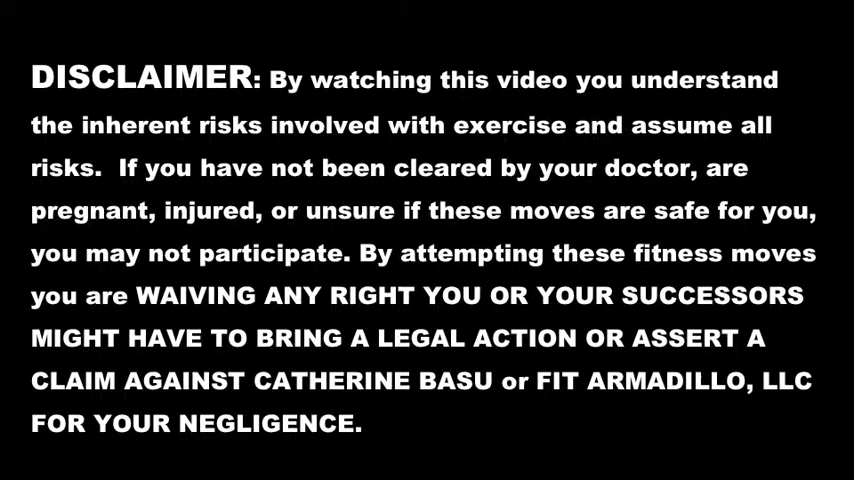 DISCLAIMER: By watching this video you understand
the inherent risks involved with exercise and assume all
risks.  If you have not been cleared by your doctor, are
pregnant, injured, or unsure if these moves are safe for you,
you may not participate. By attempting these fitness moves
you are WAIVING ANY RIGHT YOU OR YOUR SUCCESSORS
MIGHT HAVE TO BRING A LEGAL ACTION OR ASSERT A
CLAIM AGAINST CATHERINE BASU or FIT ARMADILLO, LLC
FOR YOUR NEGLIGENCE.